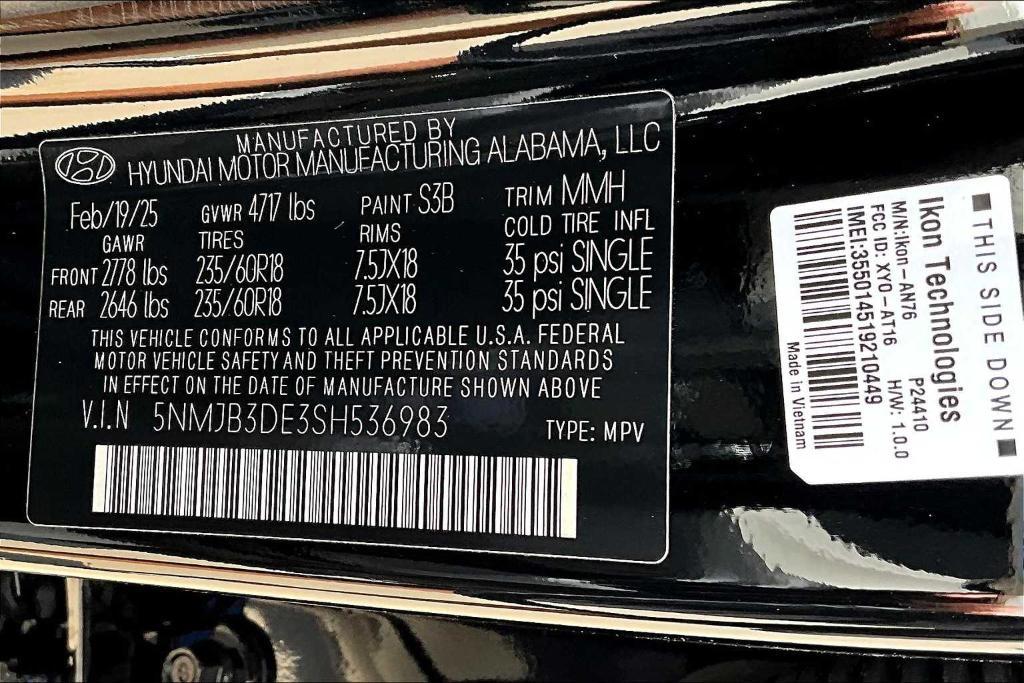 MANUFACTURED BY
HYUNDAI MOTOR MANUFACTURING ALABAMA, LLC
Feb/19/25 GVWR 4717 lbs PAINT S3B TRIM MMH
GAWR TIRES RIMS COLD TIRE INFL
FRONT 2778 lbs 235/60R18 7.5JX18 35 psi SINGLE
REAR 2646 lbs 235/60R18 7.5JX18 35 psi SINGLE
THIS VEHICLE CONFORMS TO ALL APPLICABLE U.S.A. FEDERAL
MOTOR VEHICLE SAFETY AND THEFT PREVENTION STANDARDS
IN EFFECT ON THE DATE OF MANUFACTURE SHOWN ABOVE
V.I.N 5NMJB3DE3SH536983 TYPE: MPV
THIS SIDE DOWN
Ikon Technologies
M/N:Ikon-AN76 P24410
FCC ID: XYO-AT16 H/W: 1.0.0
IMEI:355014519210449
Made in Vietnam